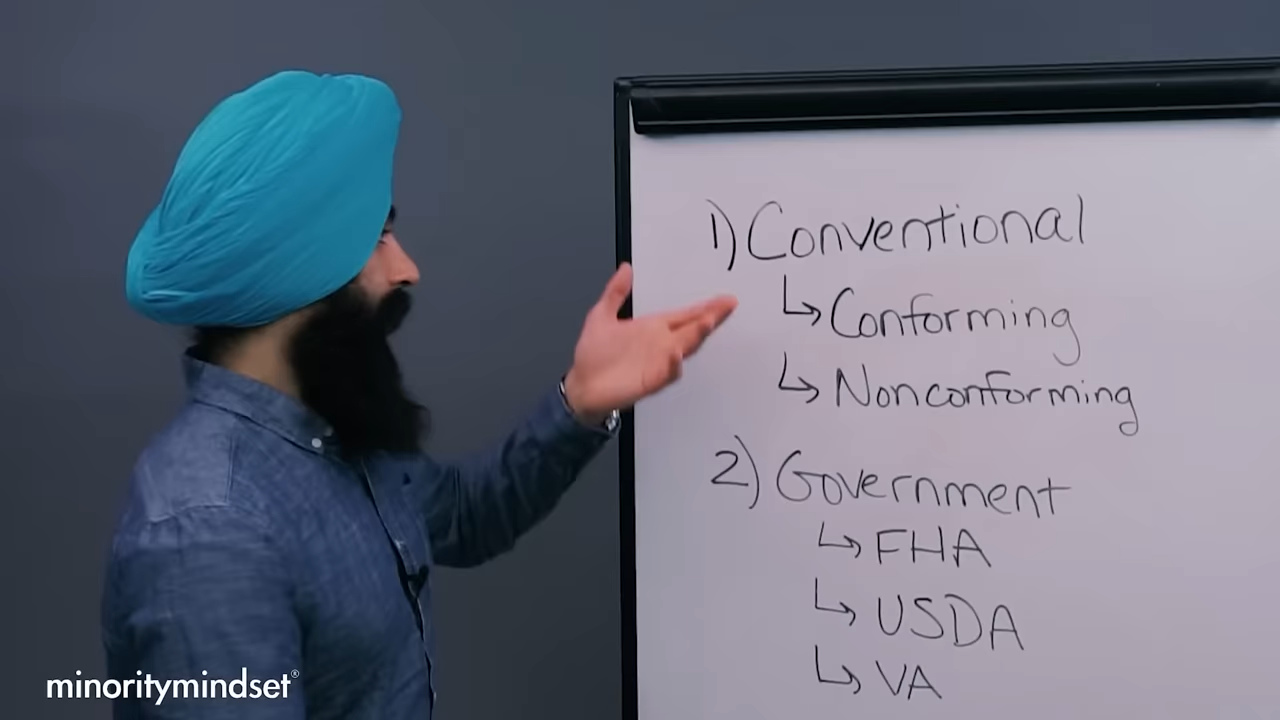 1) Conventional
↳ Conforming
↳ Nonconforming
2) Government
↳ FHA
↳ USDA
↳ VA
minoritymindset®